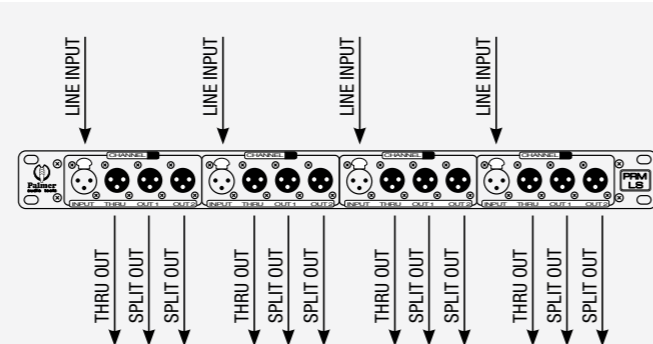 LINE INPUT
LINE INPUT
LINE INPUT
LINE INPUT
CHANNEL
CHANNEL
CHANNEL
CHANNEL
Palmer
audio tools
PRM
LS
INPUT THRU OUT 1 OUT 2
INPUT THRU OUT 1 OUT 2
INPUT THRU OUT 1 OUT 2
INPUT THRU OUT 1 OUT 2
THRU OUT
SPLIT OUT
SPLIT OUT
THRU OUT
SPLIT OUT
SPLIT OUT
THRU OUT
SPLIT OUT
SPLIT OUT
THRU OUT
SPLIT OUT
SPLIT OUT